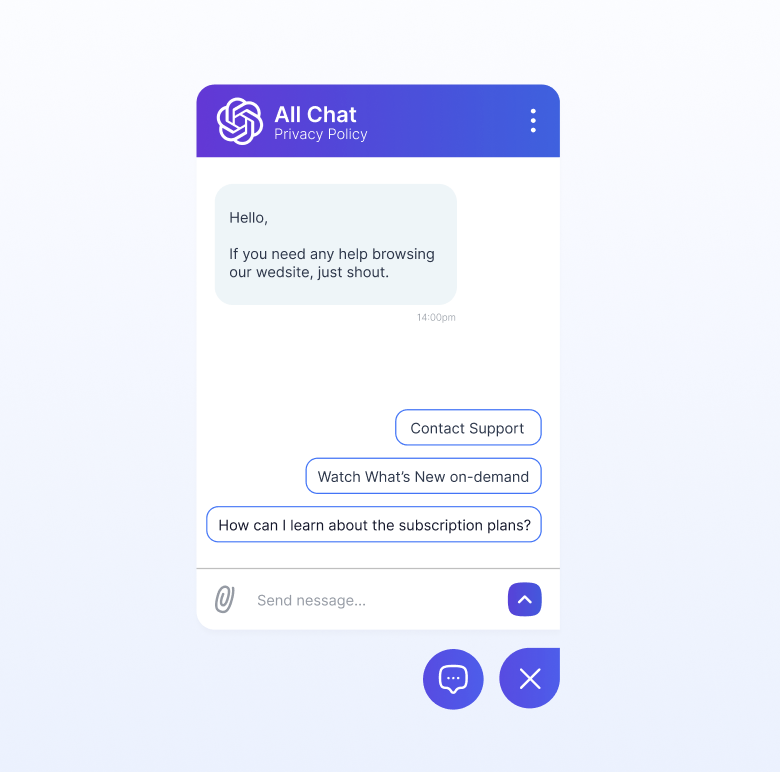 All Chat
Privacy Policy
Hello,
If you need any help browsing
our wedsite, just shout.
14:00pm
Contact Support
Watch What’s New on-demand
How can I learn about the subscription plans?
Send nessage...